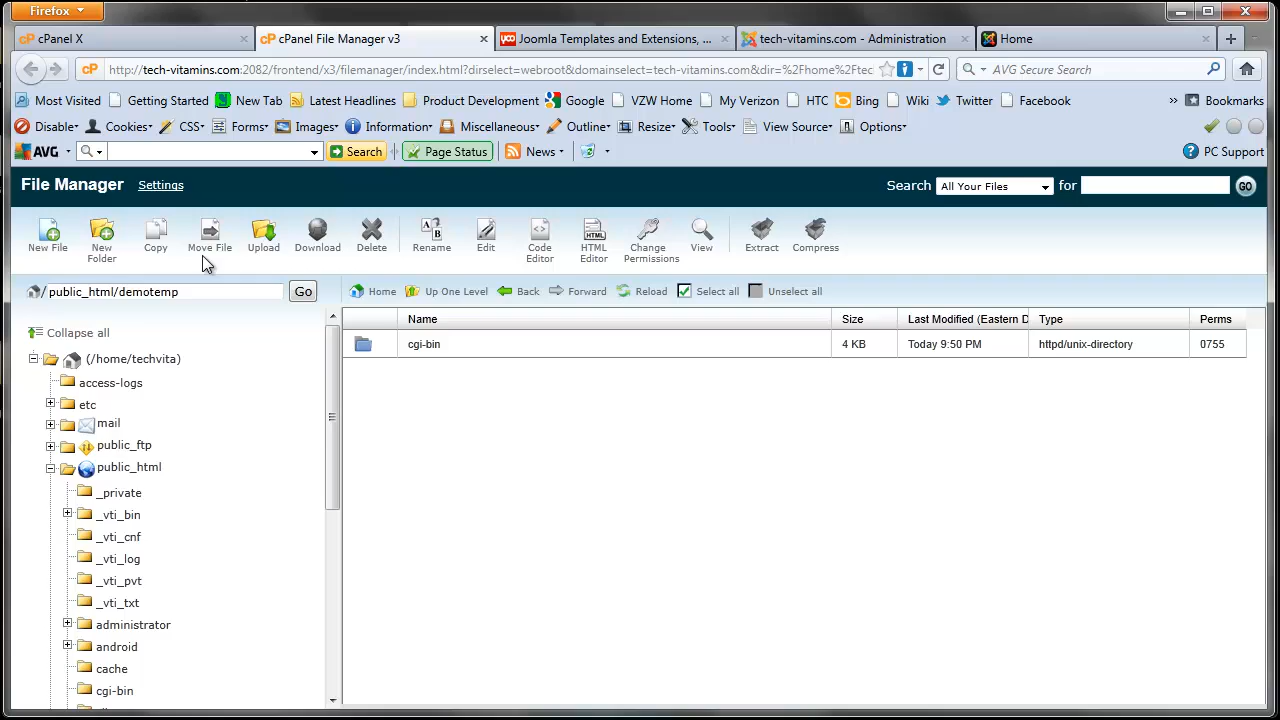 Firefox
cPanel X
cPanel File Manager v3
Joomla Templates and Extensions, ...
tech-vitamins.com - Administration
Home
http://tech-vitamins.com:2082/frontend/x3/filemanager/index.html?dirselect=webroot&domainselect=tech-vitamins.com&dir=%2Fhome%2Ftec
AVG Secure Search
Most Visited Getting Started New Tab Latest Headlines Product Development Google VZW Home My Verizon HTC Bing Wiki Twitter Facebook » Bookmarks
Disable Cookies CSS Forms Images Information Miscellaneous Outline Resize Tools View Source Options
AVG Search Page Status News PC Support
File Manager Settings Search All Your Files for GO
New File New Folder Copy Move File Upload Download Delete Rename Edit Code Editor HTML Editor Change Permissions View Extract Compress
/ public_html/demotemp Go Home Up One Level Back Forward Reload Select all Unselect all
Name Size Last Modified (Eastern D Type Perms
cgi-bin 4 KB Today 9:50 PM httpd/unix-directory 0755
Collapse all
(/home/techvita)
access-logs
etc
mail
public_ftp
public_html
_private
_vti_bin
_vti_cnf
_vti_log
_vti_pvt
_vti_txt
administrator
android
cache
cgi-bin